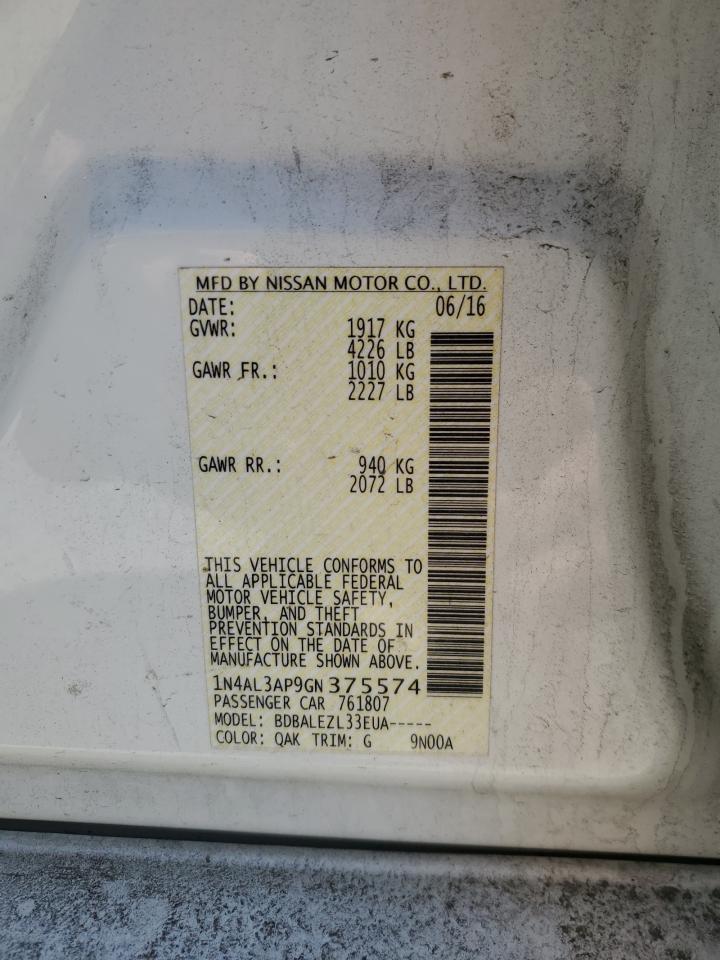 MFD BY NISSAN MOTOR CO., LTD.
DATE: 06/16
GVWR: 1917 KG
4226 LB
GAWR FR.: 1010 KG
2227 LB
GAWR RR.: 940 KG
2072 LB
THIS VEHICLE CONFORMS TO
ALL APPLICABLE FEDERAL
MOTOR VEHICLE SAFETY,
BUMPER, AND THEFT
PREVENTION STANDARDS IN
EFFECT ON THE DATE OF
MANUFACTURE SHOWN ABOVE.
1N4AL3AP9GN375574
PASSENGER CAR 761807
MODEL: BDBALEZL33EUA-----
COLOR: QAK TRIM: G 9N00A